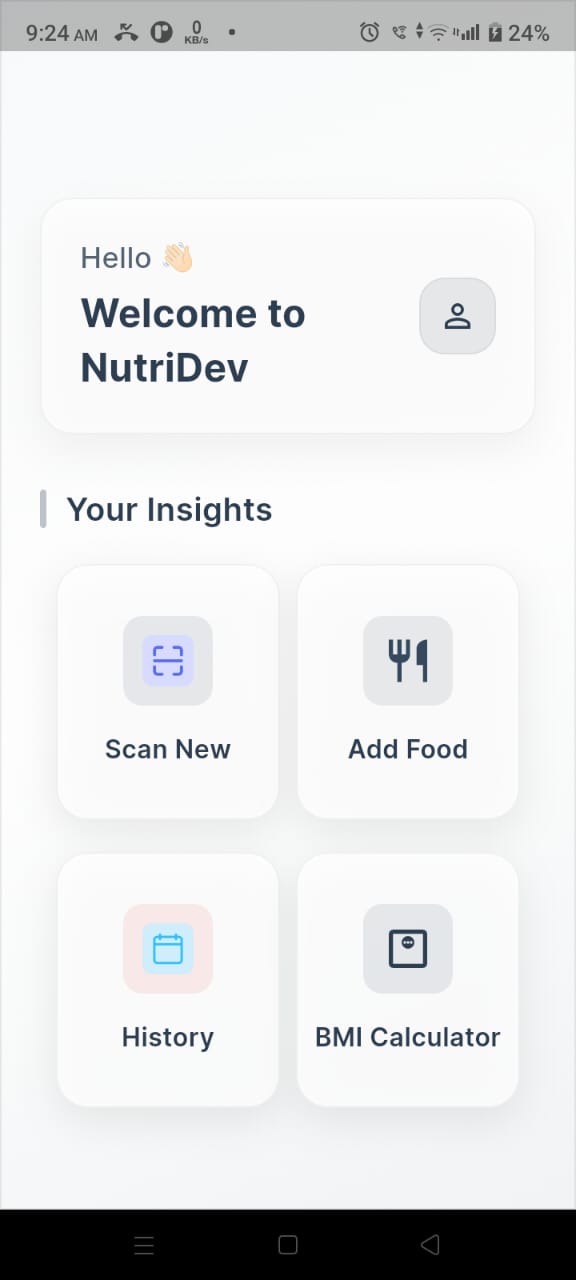 9:24 AM 0 KB/s 24%
Hello 👋🏻
Welcome to
NutriDev
Your Insights
Scan New
Add Food
History
BMI Calculator